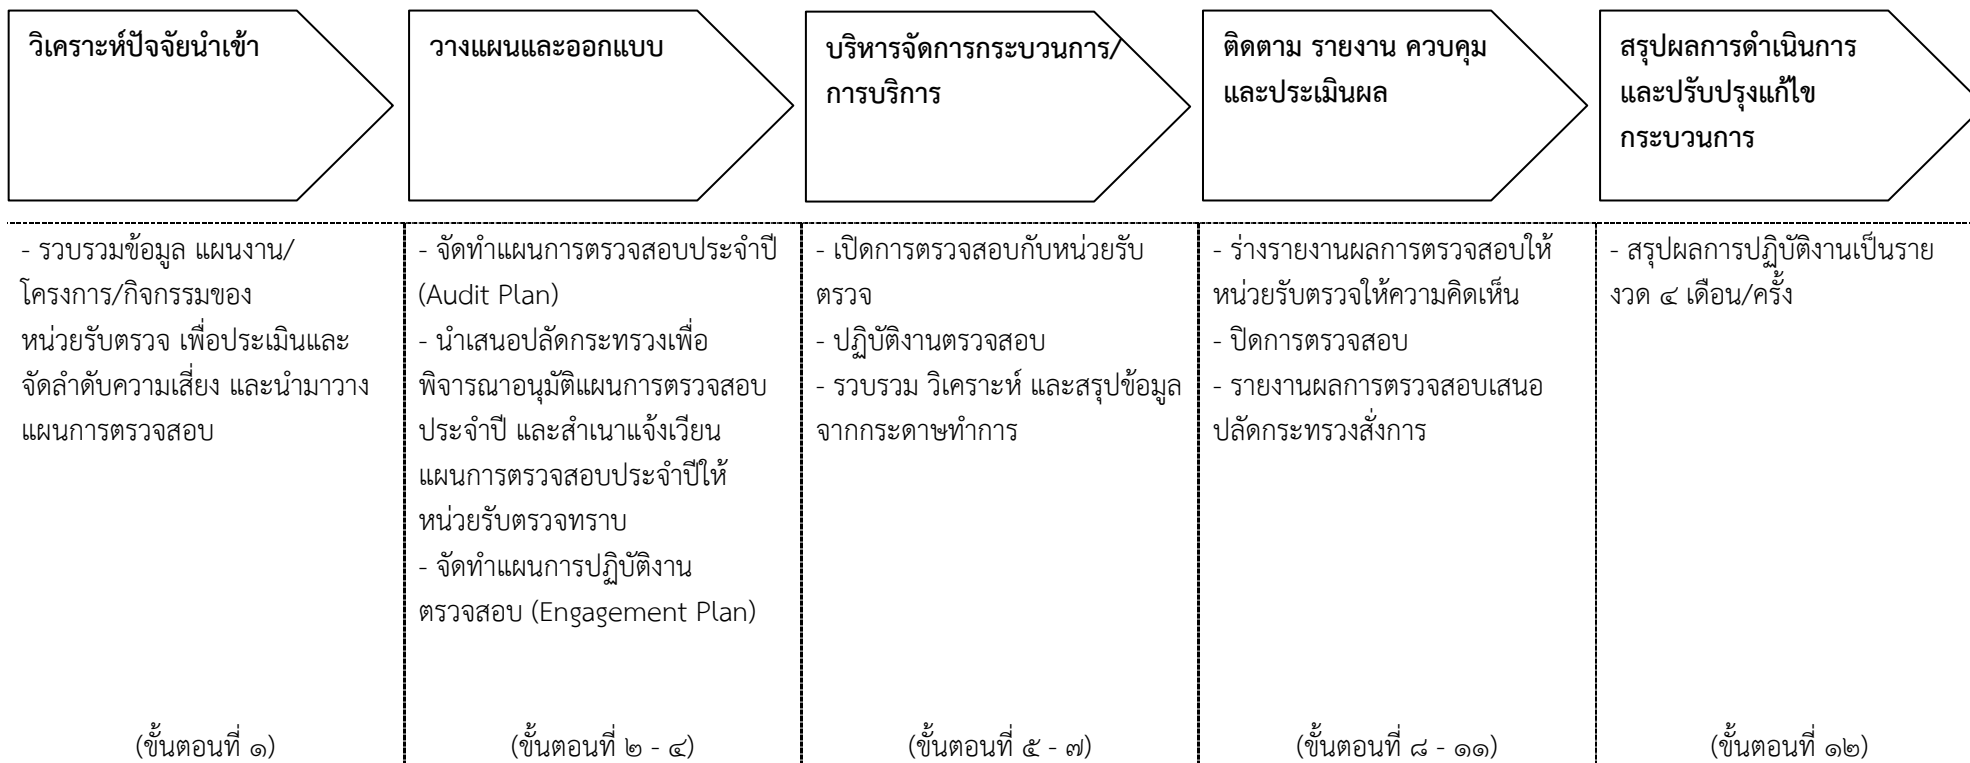 วิเคราะห์ปัจจัยนำเข้า
วางแผนและออกแบบ
บริหารจัดการกระบวนการ/
การบริการ
ติดตาม รายงาน ควบคุม
และประเมินผล
สรุปผลการดำเนินการ
และปรับปรุงแก้ไข
กระบวนการ
- รวบรวมข้อมูล แผนงาน/
โครงการ/กิจกรรมของ
หน่วยรับตรวจ เพื่อประเมินและ
จัดลำดับความเสี่ยง และนำมาวาง
แผนการตรวจสอบ
(ขั้นตอนที่ ๑)
- จัดทำแผนการตรวจสอบประจำปี
(Audit Plan)
- นำเสนอปลัดกระทรวงเพื่อ
พิจารณาอนุมัติแผนการตรวจสอบ
ประจำปี และสำเนาแจ้งเวียน
แผนการตรวจสอบประจำปีให้
หน่วยรับตรวจทราบ
- จัดทำแผนการปฏิบัติงาน
ตรวจสอบ (Engagement Plan)
(ขั้นตอนที่ ๒ - ๔)
- เปิดการตรวจสอบกับหน่วยรับ
ตรวจ
- ปฏิบัติงานตรวจสอบ
- รวบรวม วิเคราะห์ และสรุปข้อมูล
จากกระดาษทำการ
(ขั้นตอนที่ ๕ - ๗)
- ร่างรายงานผลการตรวจสอบให้
หน่วยรับตรวจให้ความคิดเห็น
- ปิดการตรวจสอบ
- รายงานผลการตรวจสอบเสนอ
ปลัดกระทรวงสั่งการ
(ขั้นตอนที่ ๘ - ๑๑)
- สรุปผลการปฏิบัติงานเป็นราย
งวด ๔ เดือน/ครั้ง
(ขั้นตอนที่ ๑๒)